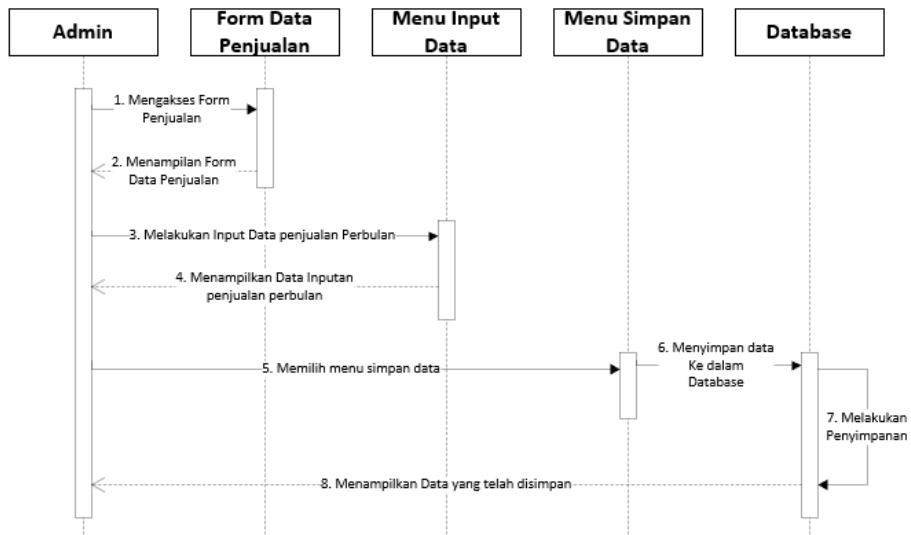 Admin
Form Data
Penjualan
Menu Input
Data
Menu Simpan
Data
Database
1. Mengakses Form
Penjualan
2. Menampilan Form
Data Penjualan
3. Melakukan Input Data penjualan Perbulan
4. Menampilkan Data Inputan
penjualan perbulan
5. Memilih menu simpan data
6. Menyimpan data
Ke dalam
Database
7. Melakukan
Penyimpanan
8. Menampilkan Data yang telah disimpan